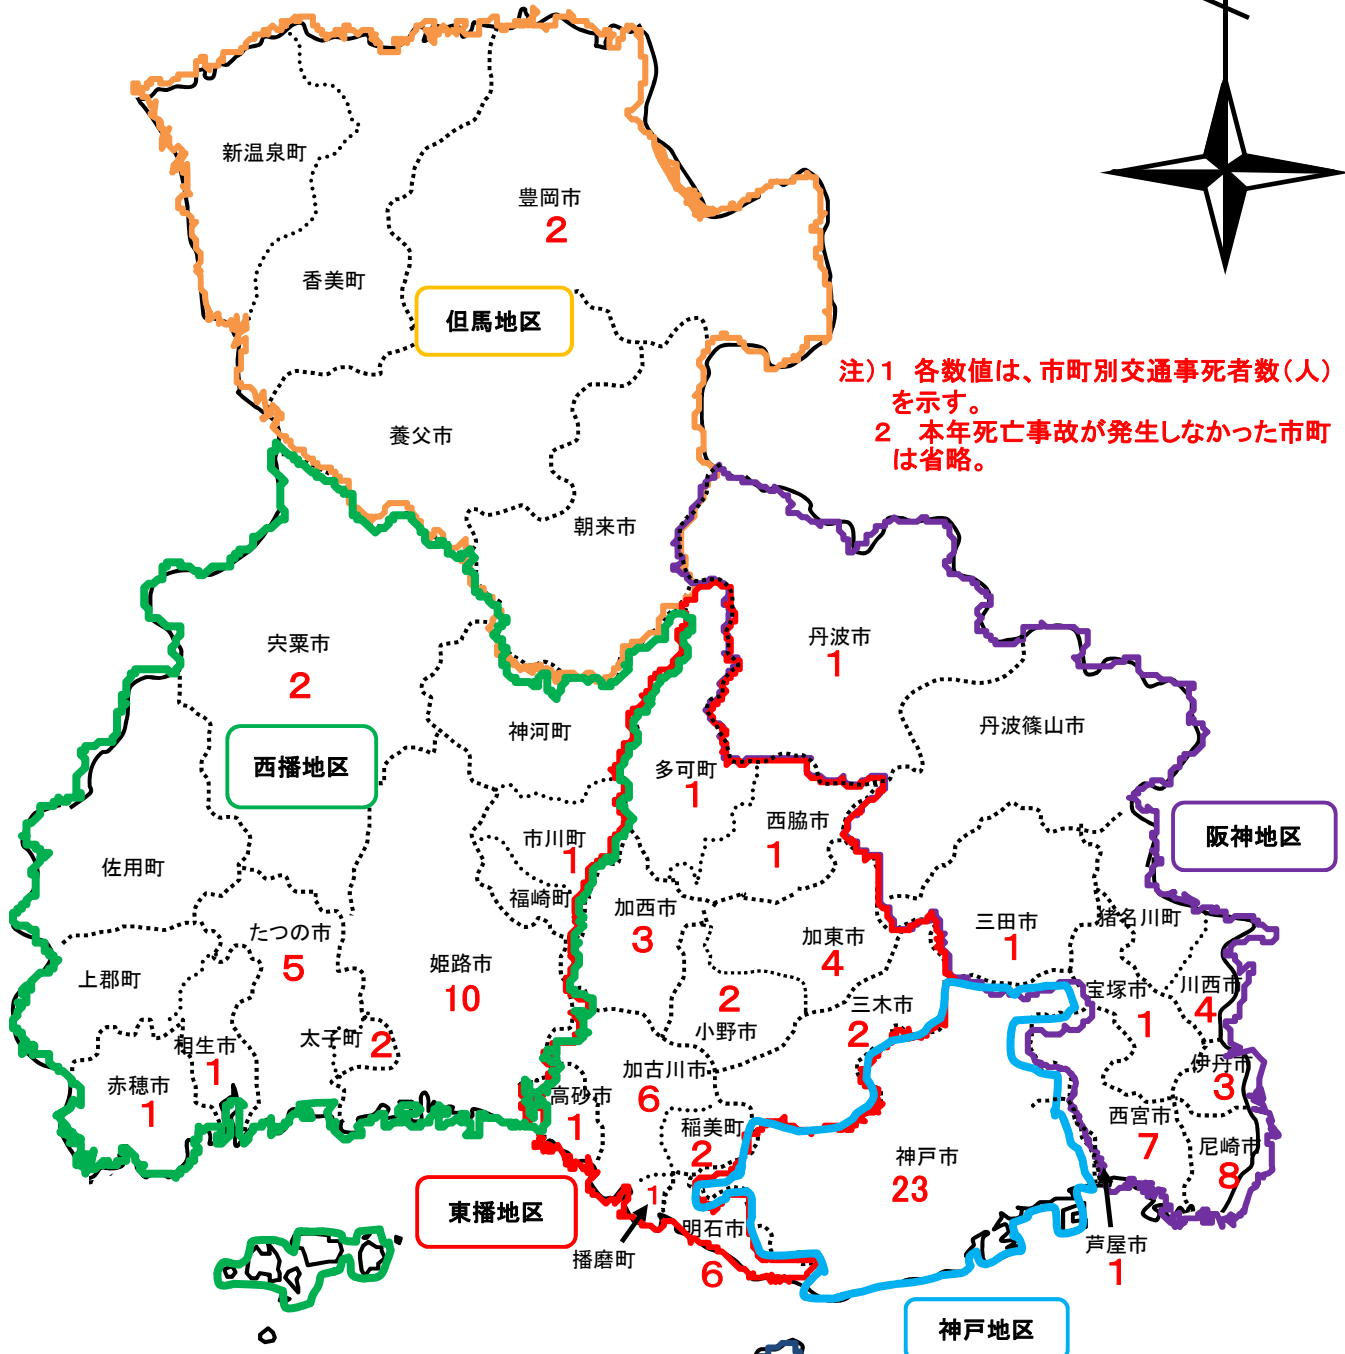 新温泉町
豊岡市
2
香美町
但馬地区
注)1 各数値は、市町別交通事死者数(人)
を示す。
2 本年死亡事故が発生しなかった市町
は省略。
養父市
朝来市
宍粟市
2
丹波市
1
丹波篠山市
神河町
西播地区
多可町
1
西脇市
1
阪神地区
市川町
1
佐用町
福崎町
加西市
3
三田市
1
猪名川町
たつの市
5
加東市
4
姫路市
10
上郡町
川西市
4
宝塚市
1
2
小野市
三木市
2
太子町
2
相生市
1
赤穂市
1
加古川市
6
伊丹市
3
高砂市
1
稲美町
2
西宮市
7
尼崎市
8
神戸市
23
1
播磨町
東播地区
明石市
6
芦屋市
1
神戸地区